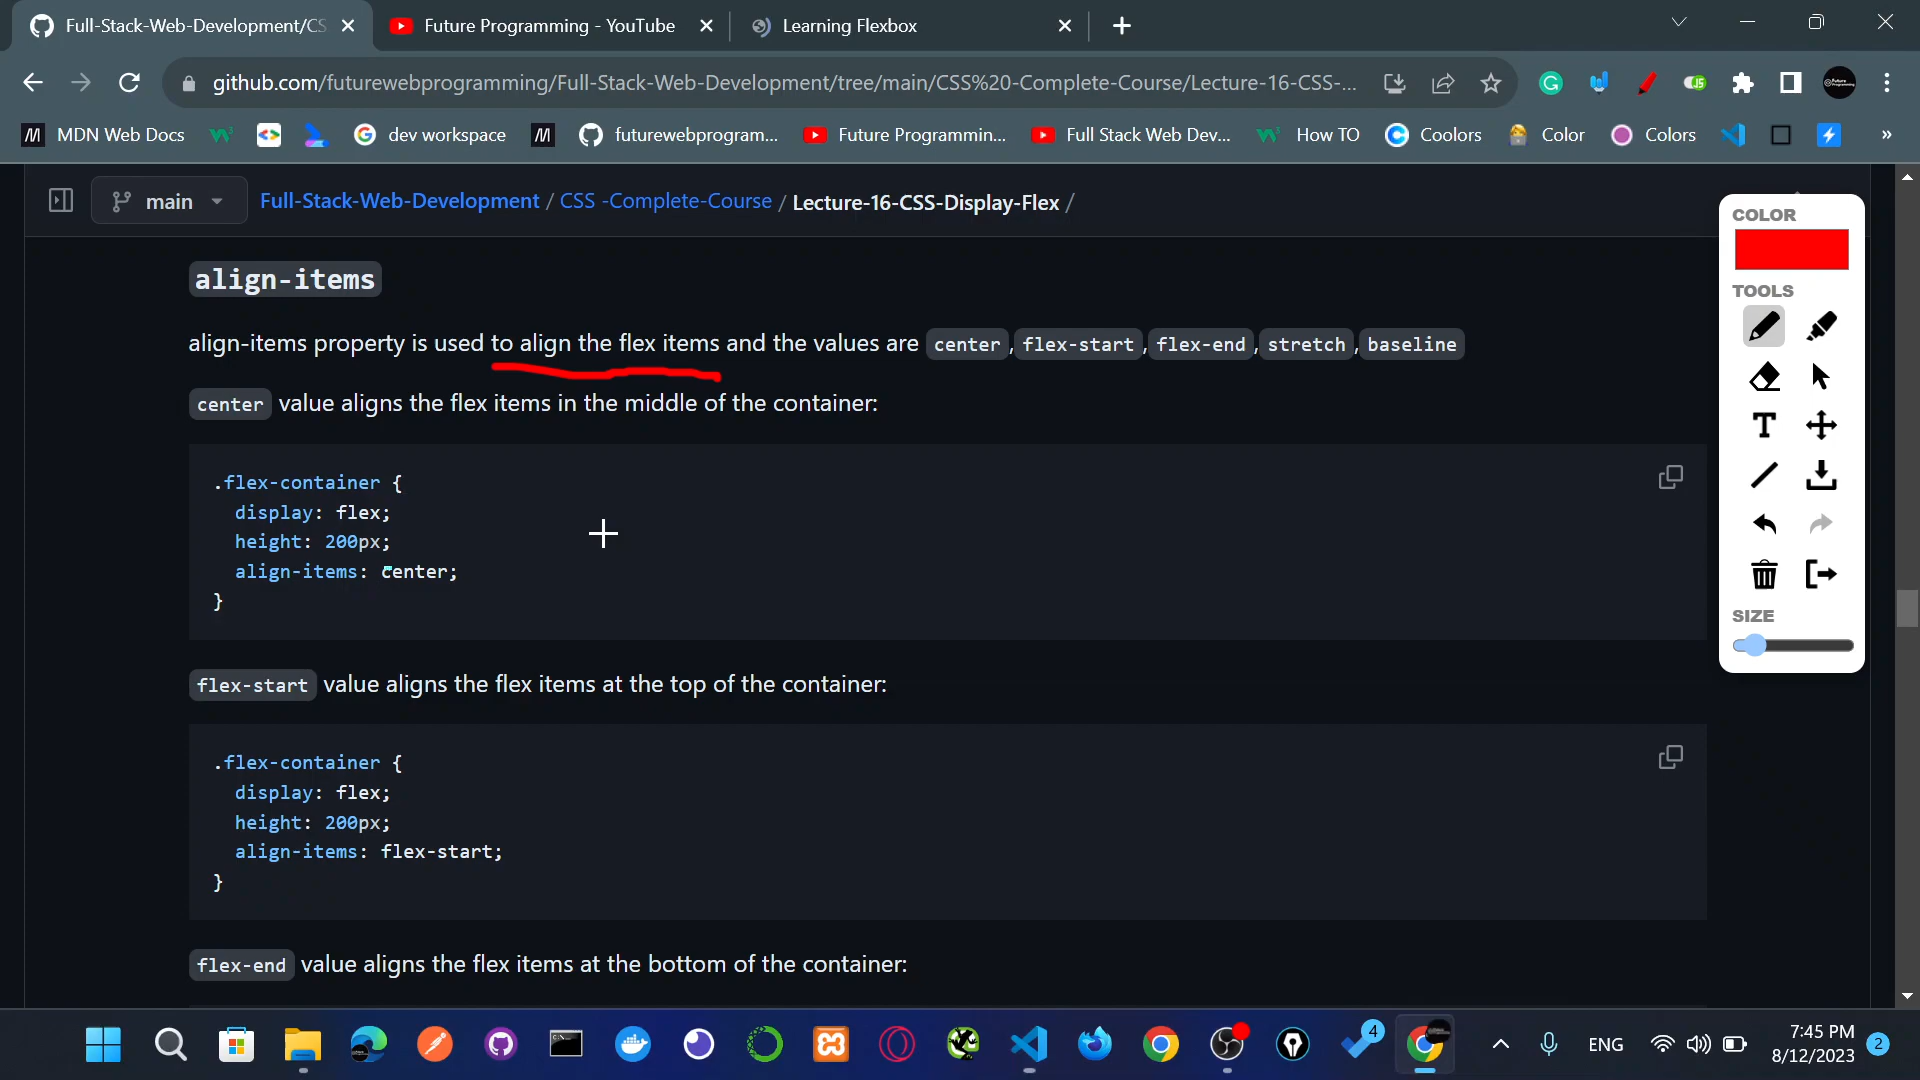 Full-Stack-Web-Development/CS
Future Programming - YouTube
Learning Flexbox
github.com/futurewebprogramming/Full-Stack-Web-Development/tree/main/CSS%20-Complete-Course/Lecture-16-CSS-...
MDN Web Docs
dev workspace
futurewebprogram...
Future Programmin...
Full Stack Web Dev...
How TO
Coolors
Color
Colors
main
Full-Stack-Web-Development / CSS -Complete-Course / Lecture-16-CSS-Display-Flex /
align-items
align-items property is used to align the flex items and the values are center, flex-start, flex-end, stretch, baseline
center value aligns the flex items in the middle of the container:
.flex-container {
display: flex;
height: 200px;
align-items: center;
}
flex-start value aligns the flex items at the top of the container:
.flex-container {
display: flex;
height: 200px;
align-items: flex-start;
}
flex-end value aligns the flex items at the bottom of the container:
COLOR
TOOLS
T
SIZE
4
ENG
7:45 PM
8/12/2023
2